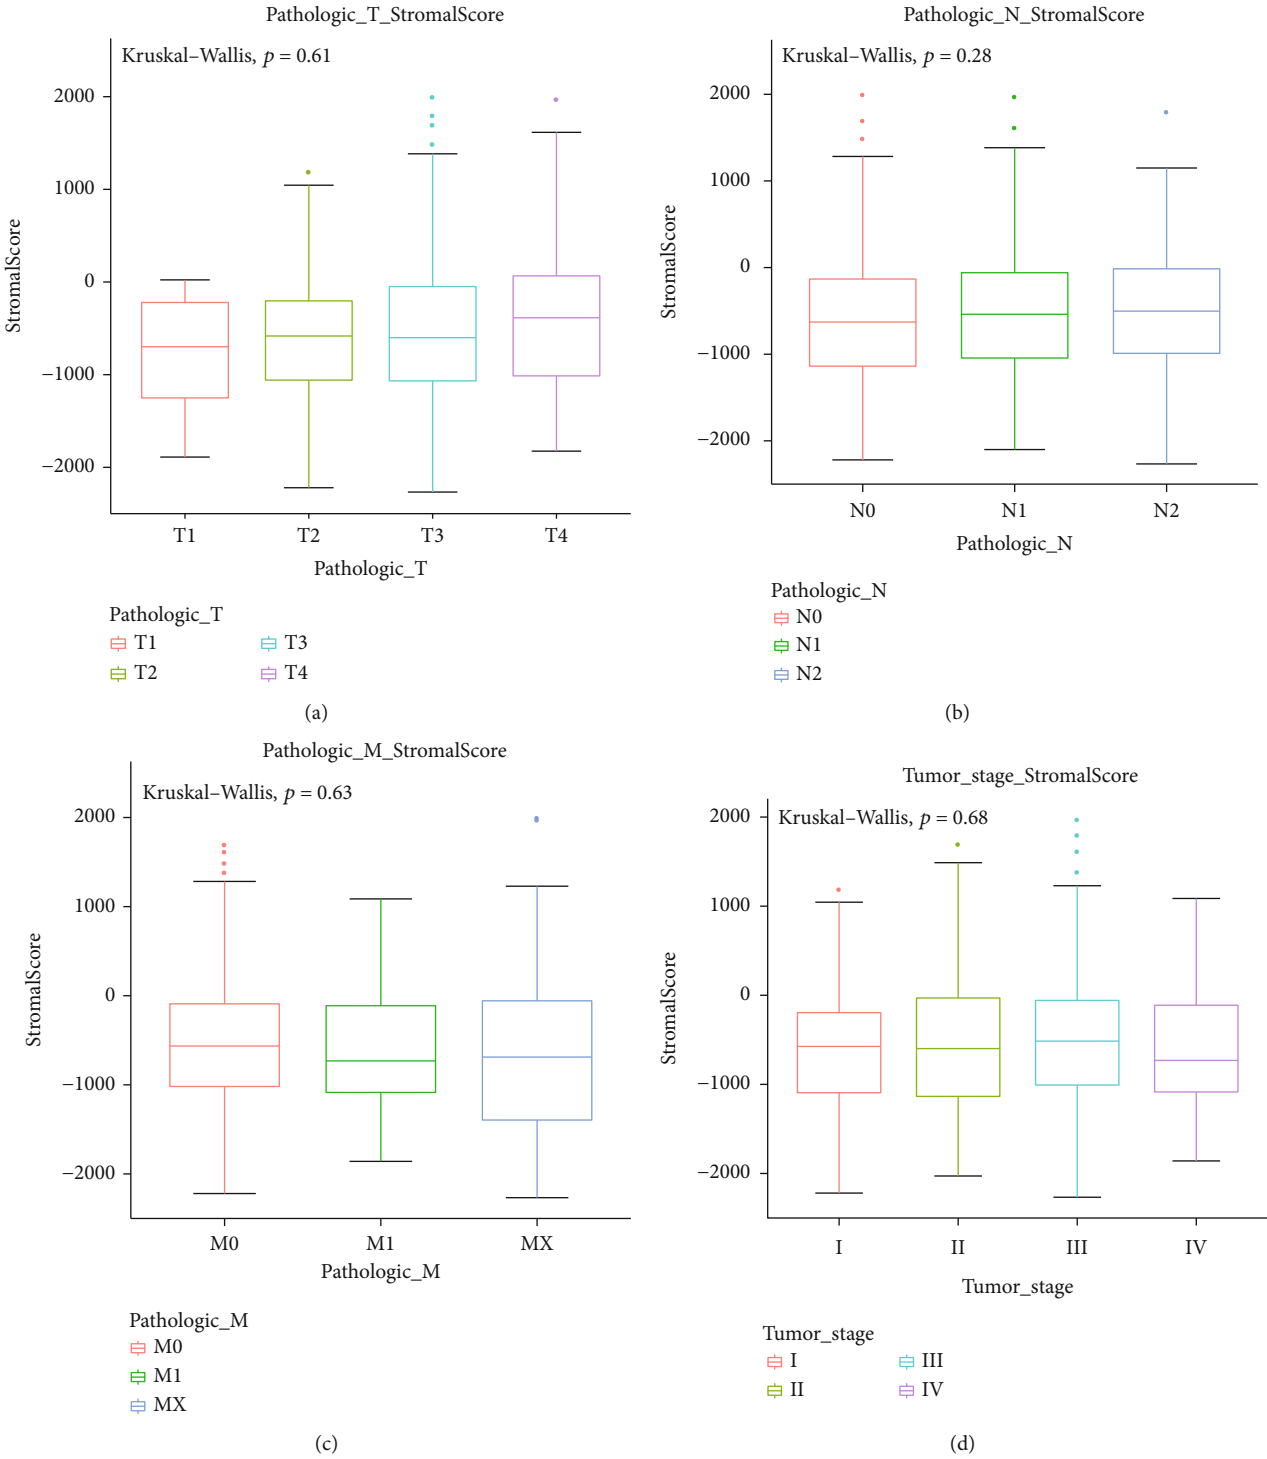 Pathologic_T_StromalScore
Kruskal–Wallis, p = 0.61
StromalScore
2000
1000
0
−1000
−2000
T1 T2 T3 T4
Pathologic_T
Pathologic_T
T1 T3
T2 T4
(a)
Pathologic_N_StromalScore
Kruskal–Wallis, p = 0.28
StromalScore
2000
1000
0
−1000
−2000
N0 N1 N2
Pathologic_N
Pathologic_N
N0
N1
N2
(b)
Pathologic_M_StromalScore
Kruskal–Wallis, p = 0.63
StromalScore
2000
1000
0
−1000
−2000
M0 M1 MX
Pathologic_M
Pathologic_M
M0
M1
MX
(c)
Tumor_stage_StromalScore
Kruskal–Wallis, p = 0.68
StromalScore
2000
1000
0
−1000
−2000
I II III IV
Tumor_stage
Tumor_stage
I III
II IV
(d)